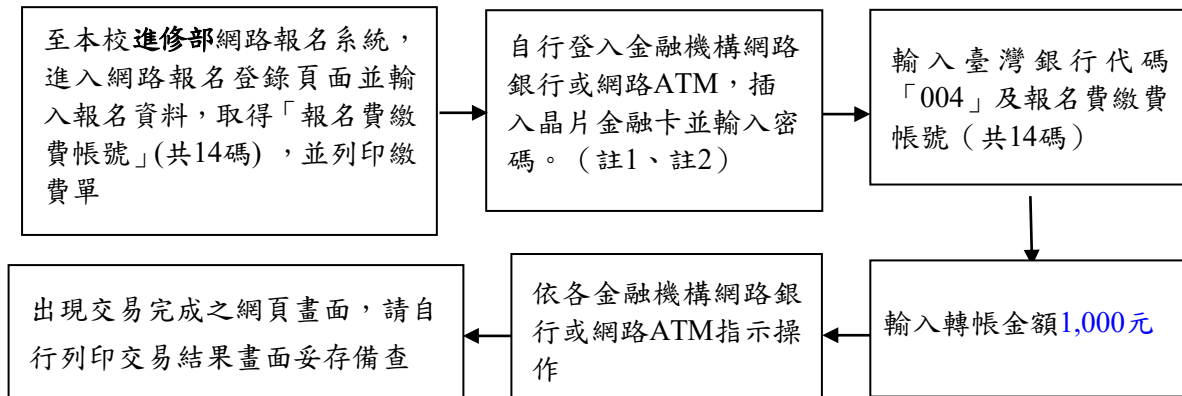 至本校進修部網路報名系統，
進入網路報名登錄頁面並輸
入報名資料，取得「報名費繳
費帳號」(共14碼) ，並列印繳
費單
自行登入金融機構網路
銀行或網路ATM，插
入晶片金融卡並輸入密
碼。（註1、註2）
輸入臺灣銀行代碼
「004」及報名費繳費
帳號（共14碼）
輸入轉帳金額1,000元
依各金融機構網路銀
行或網路ATM指示操
作
出現交易完成之網頁畫面，請自
行列印交易結果畫面妥存備查